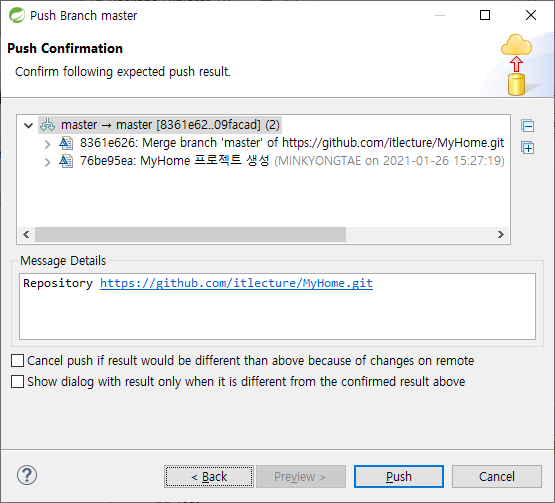 Push Branch master
Push Confirmation
Confirm following expected push result.
master → master [8361e62..09facad] (2)
8361e626: Merge branch 'master' of https://github.com/itlecture/MyHome.git
76be95ea: MyHome 프로젝트 생성 (MINKYONGTAE on 2021-01-26 15:27:19)
Message Details
Repository https://github.com/itlecture/MyHome.git
Cancel push if result would be different than above because of changes on remote
Show dialog with result only when it is different from the confirmed result above
? < Back Preview > Push Cancel